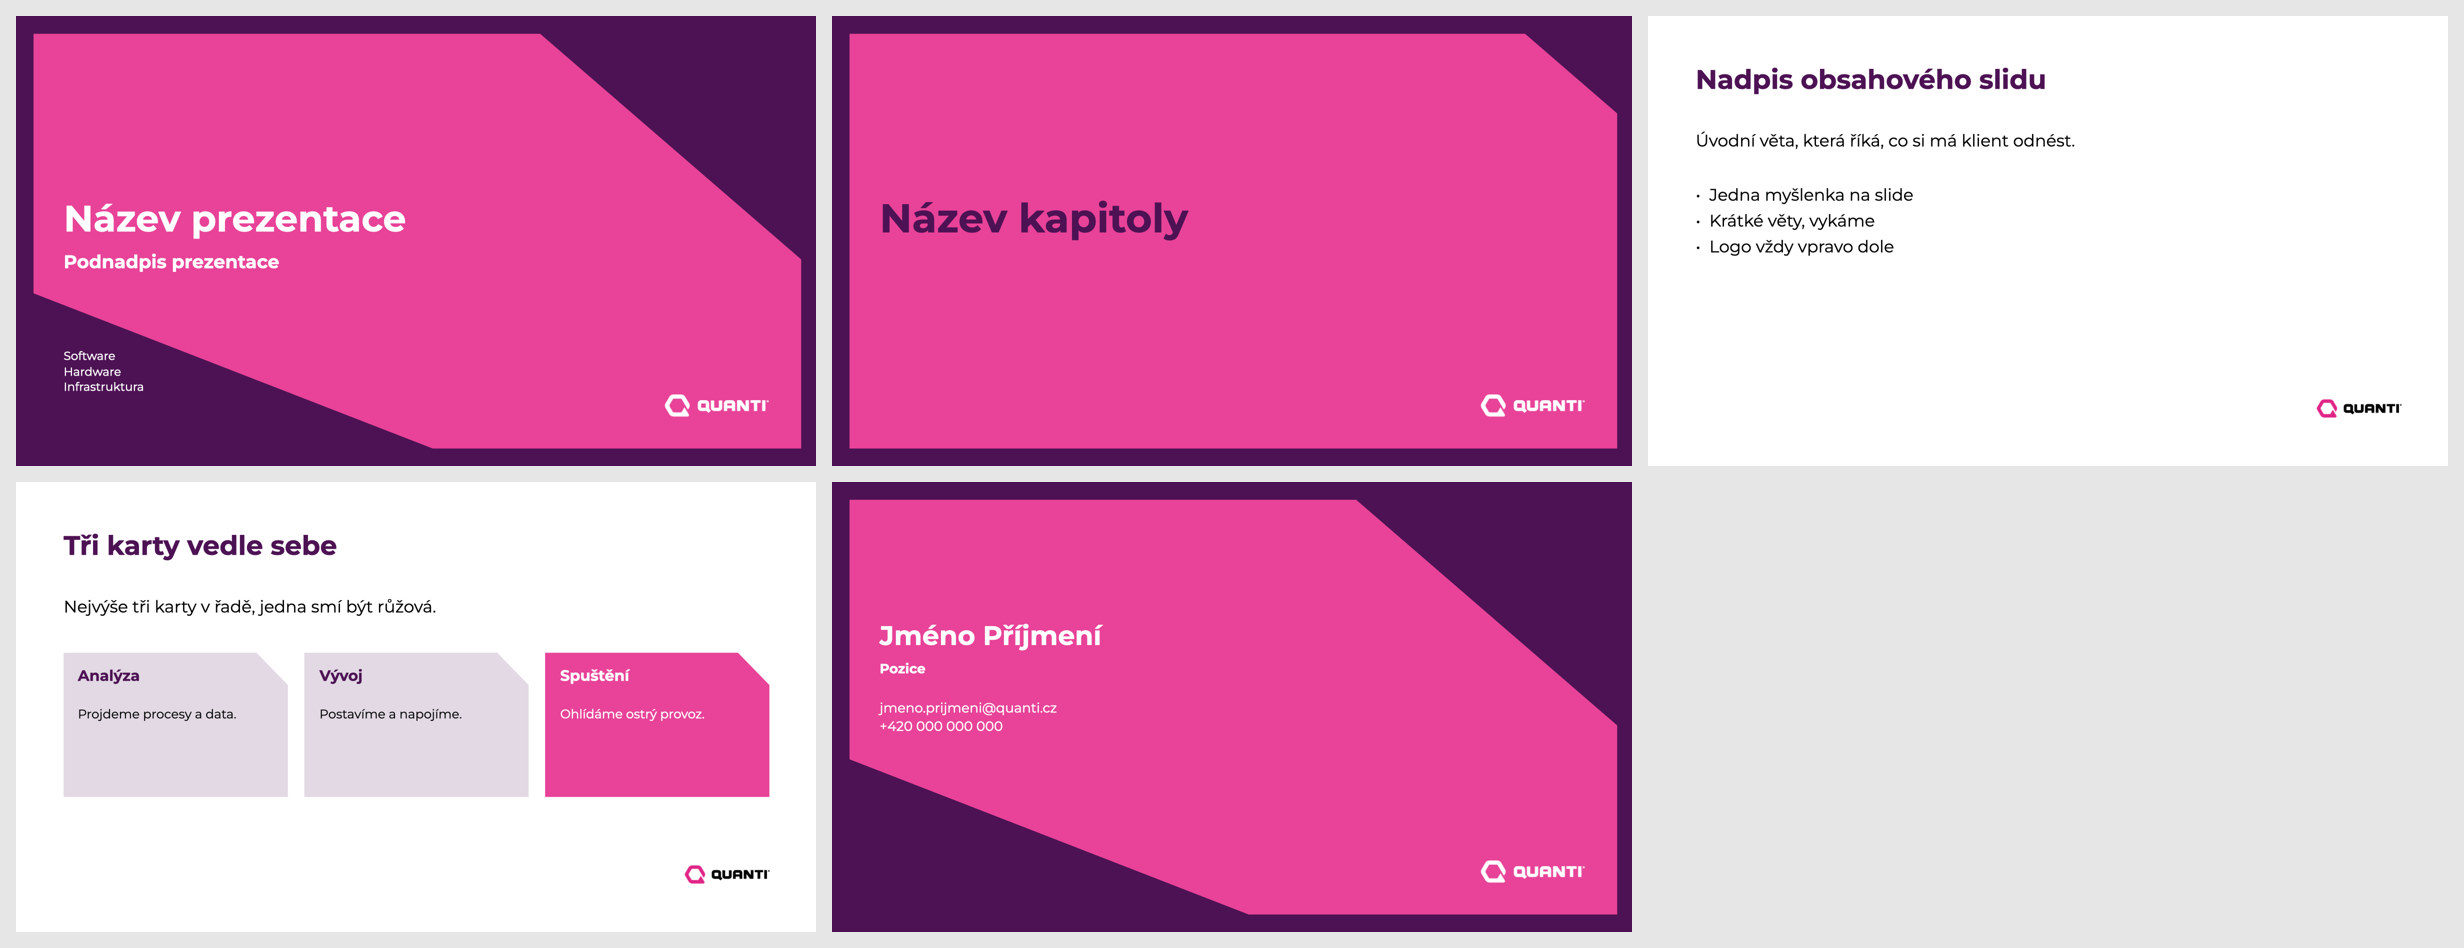 Název prezentace
Podnadpis prezentace
Software
Hardware
Infrastruktura
QUANTI
Název kapitoly
QUANTI
Nadpis obsahového slidu
Úvodní věta, která říká, co si má klient odnést.
• Jedna myšlenka na slide
• Krátké věty, vykáme
• Logo vždy vpravo dole
QUANTI
Tři karty vedle sebe
Nejvýše tři karty v řadě, jedna smí být růžová.
Analýza
Projdeme procesy a data.
Vývoj
Postavíme a napojíme.
Spuštění
Ohlídáme ostrý provoz.
QUANTI
Jméno Příjmení
Pozice
jmeno.prijmeni@quanti.cz
+420 000 000 000
QUANTI